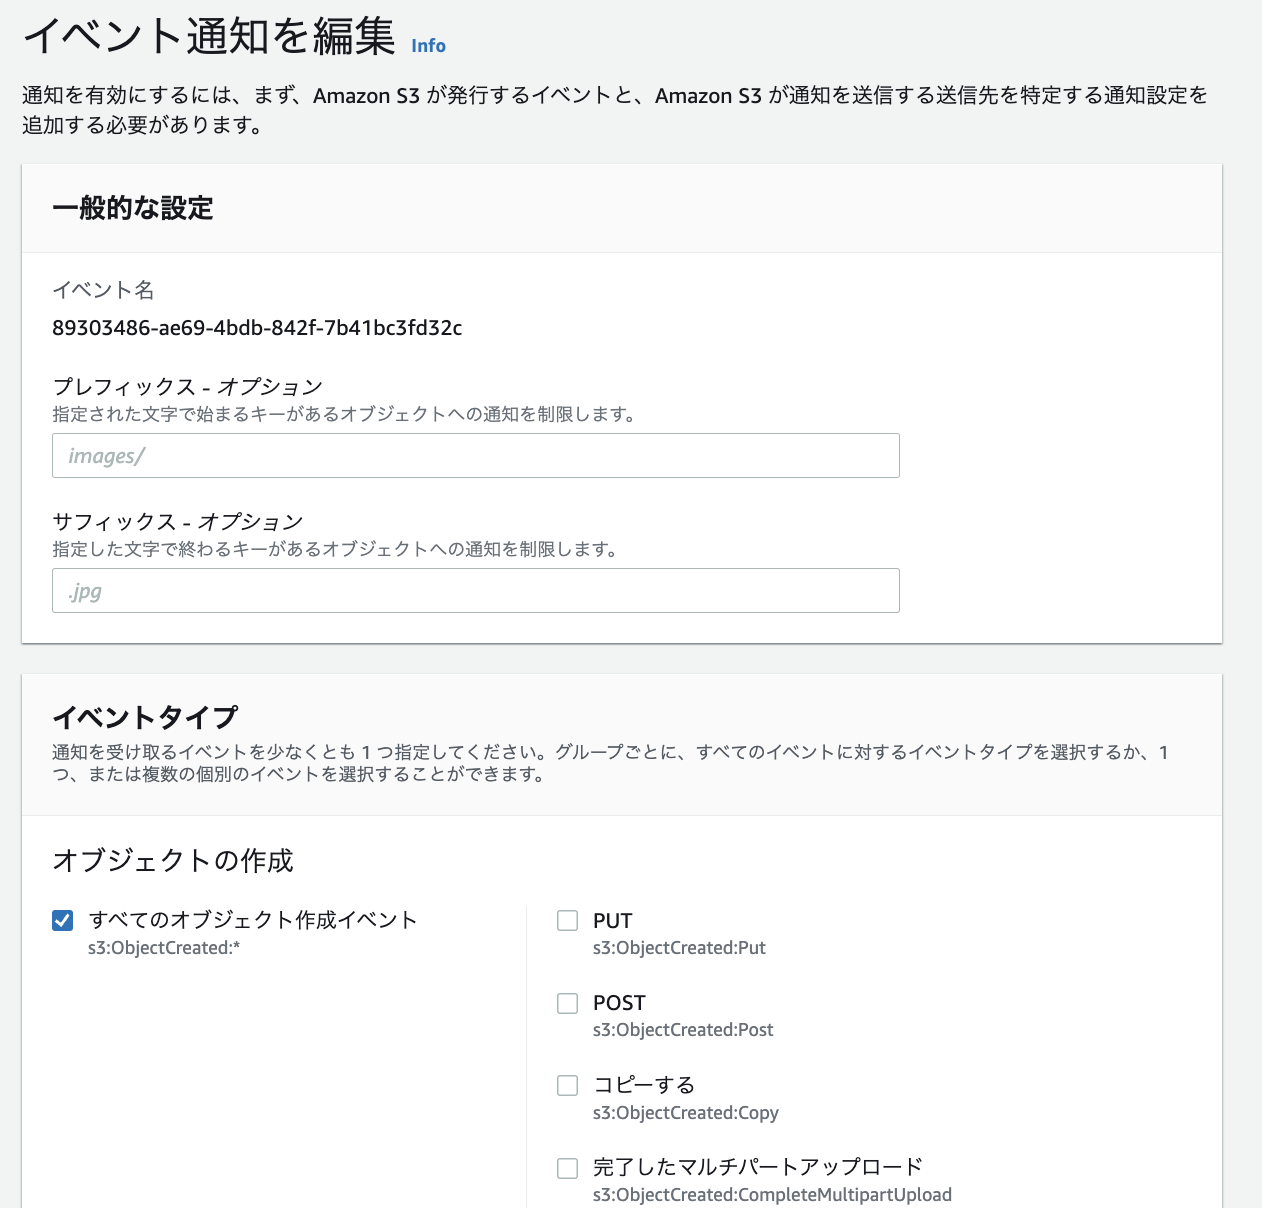 イベント通知を編集 Info
通知を有効にするには、まず、Amazon S3 が発行するイベントと、Amazon S3 が通知を送信する送信先を特定する通知設定を
追加する必要があります。
一般的な設定
イベント名
89303486-ae69-4bdb-842f-7b41bc3fd32c
プレフィックス - オプション
指定された文字で始まるキーがあるオブジェクトへの通知を制限します。
images/
サフィックス - オプション
指定した文字で終わるキーがあるオブジェクトへの通知を制限します。
.jpg
イベントタイプ
通知を受け取るイベントを少なくとも 1 つ指定してください。グループごとに、すべてのイベントに対するイベントタイプを選択するか、1
つ、または複数の個別のイベントを選択することができます。
オブジェクトの作成
すべてのオブジェクト作成イベント
s3:ObjectCreated:*
PUT
s3:ObjectCreated:Put
POST
s3:ObjectCreated:Post
コピーする
s3:ObjectCreated:Copy
完了したマルチパートアップロード
s3:ObjectCreated:CompleteMultipartUpload